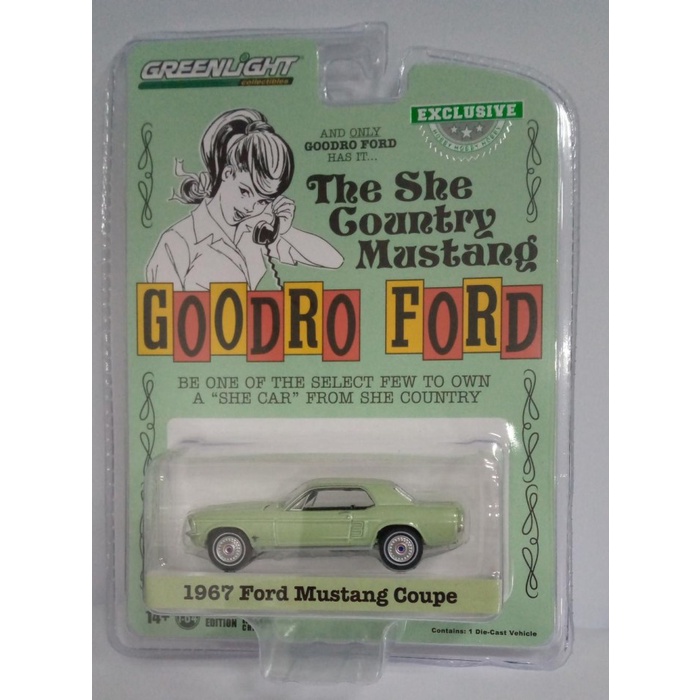 GREENLIGHT
collectibles
EXCLUSIVE
HOBBY
AND ONLY
GOODRO FORD
HAS IT...
The She
Country
Mustang
GOODRO FORD
BE ONE OF THE SELECT FEW TO OWN
A "SHE CAR" FROM SHE COUNTRY
1967 Ford Mustang Coupe
14+
EDITION
Contains: 1 Die-Cast Vehicle